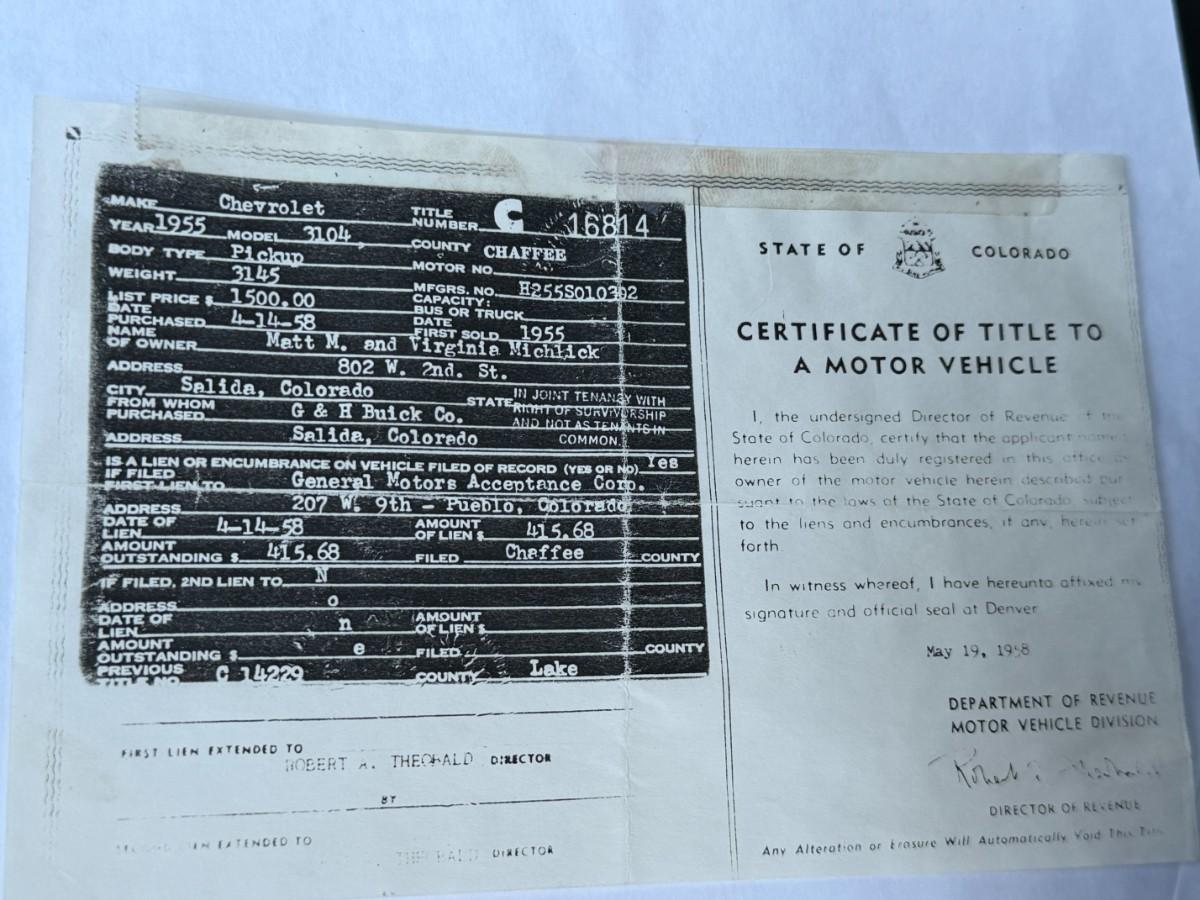 MAKE Chevrolet TITLE NUMBER C 16814
YEAR 1955 MODEL 3104 COUNTY CHAFFEE
BODY TYPE Pickup MOTOR NO.
WEIGHT 3145 MFGRS. NO. H255S010302
LIST PRICE $ 1500.00 CAPACITY: BUS OR TRUCK
DATE PURCHASED 4-14-58 DATE FIRST SOLD 1955
NAME OF OWNER Matt M. and Virginia Michlick
ADDRESS 802 W. 2nd. St.
CITY Salida, Colorado STATE
IN JOINT TENANSY WITH
RIGHT OF SURVIVORSHIP
AND NOT AS TENANTS IN
COMMON.
FROM WHOM PURCHASED G & H Buick Co.
ADDRESS Salida, Colorado
IS A LIEN OR ENCUMBRANCE ON VEHICLE FILED OF RECORD (YES OR NO) Yes
IF FILED FIRST LIEN TO General Motors Acceptance Corp.
ADDRESS 207 W. 9th - Pueblo, Colorado
DATE OF LIEN 4-14-58 AMOUNT OF LIEN $ 415.68
AMOUNT OUTSTANDING $ 415.68 FILED Chaffee COUNTY
IF FILED, 2ND LIEN TO N
ADDRESS o
DATE OF LIEN n AMOUNT OF LIEN $
AMOUNT OUTSTANDING $ e FILED COUNTY
PREVIOUS TITLE NO. C 14229 COUNTY Lake
FIRST LIEN EXTENDED TO
ROBERT A. THEOBALD DIRECTOR
BY
SECOND LIEN EXTENDED TO
THEOBALD DIRECTOR
STATE OF COLORADO
CERTIFICATE OF TITLE TO
A MOTOR VEHICLE
I, the undersigned Director of Revenue of the
State of Colorado, certify that the applicant named
herein has been duly registered in this office as
owner of the motor vehicle herein described pur
suant to the laws of the State of Colorado subject
to the liens and encumbrances, if any, herein set
forth.
In witness whereof, I have hereunto affixed my
signature and official seal at Denver
May 19, 1958
DEPARTMENT OF REVENUE
MOTOR VEHICLE DIVISION
DIRECTOR OF REVENUE
Any Alteration or Erasure Will Automatically Void This Title